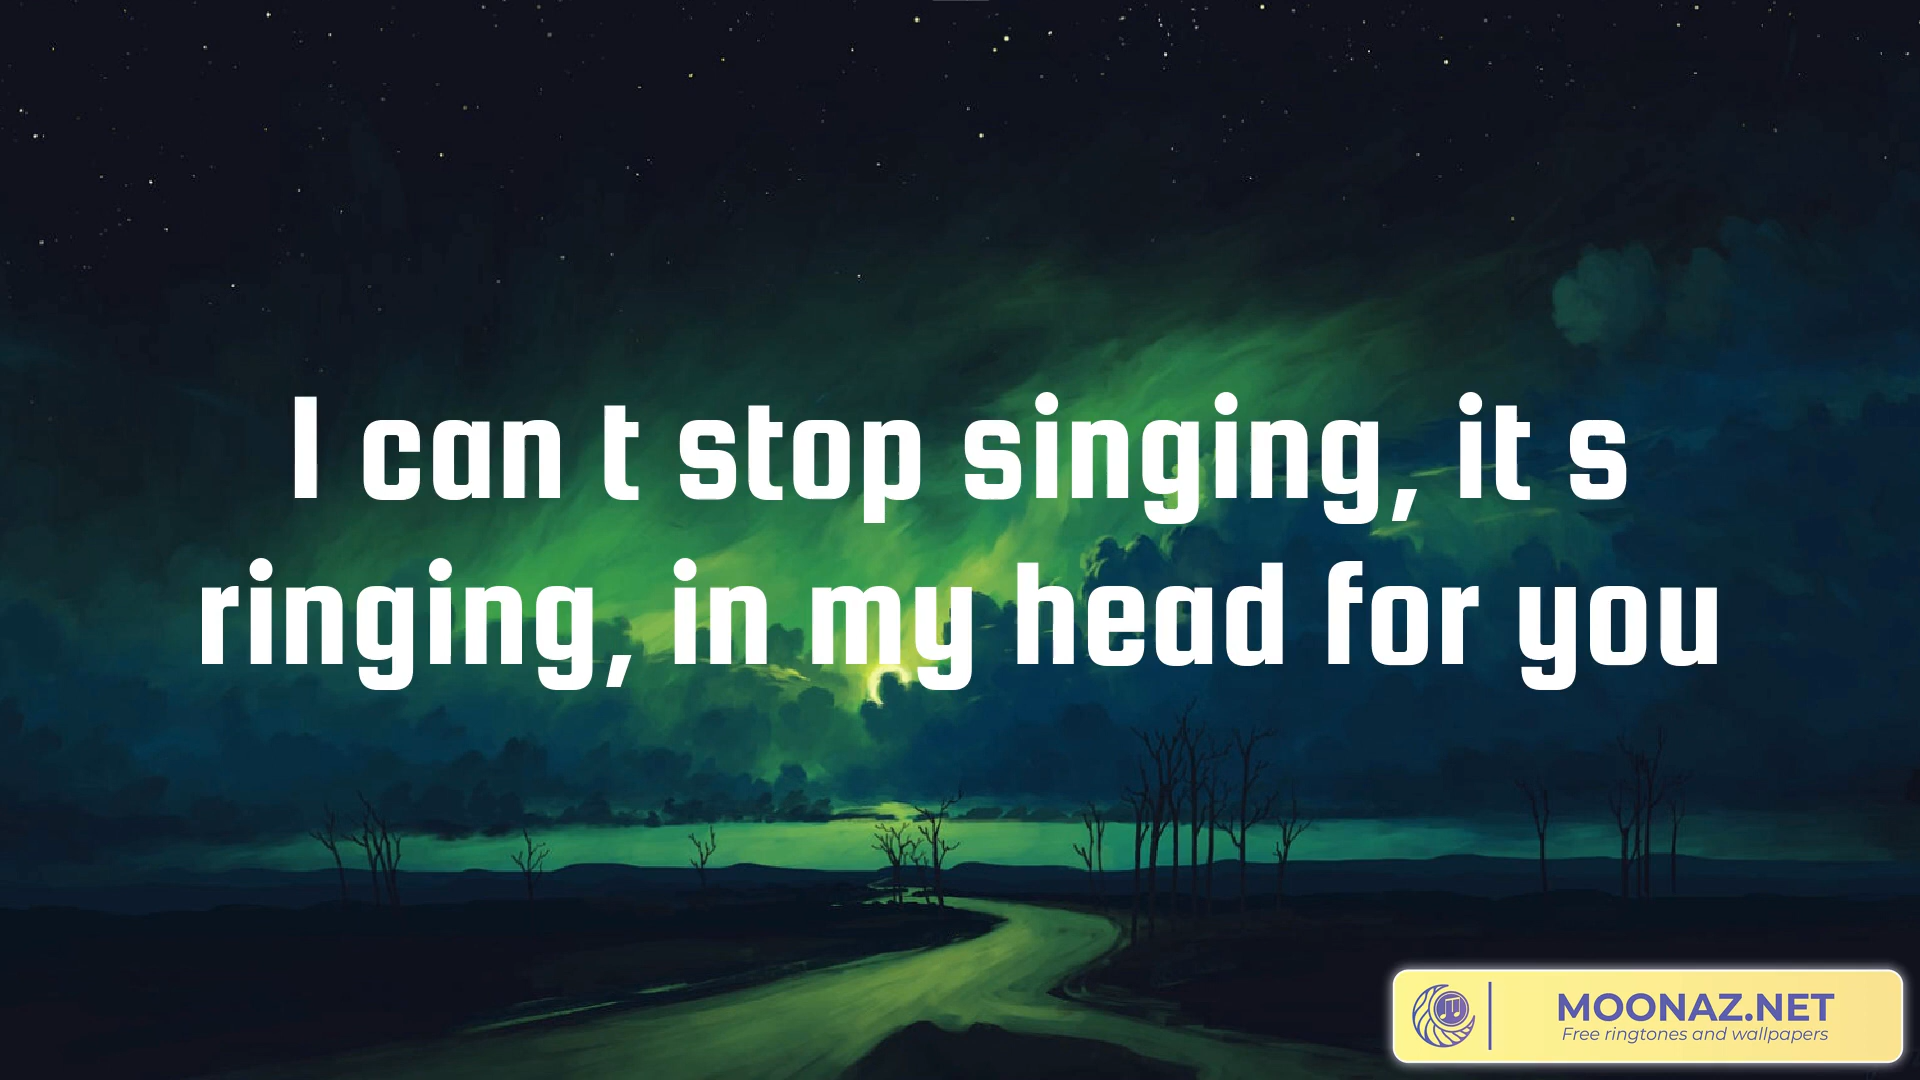 I can t stop singing, it s
ringing, in my head for you
MOONAZ.NET
Free ringtones and wallpapers